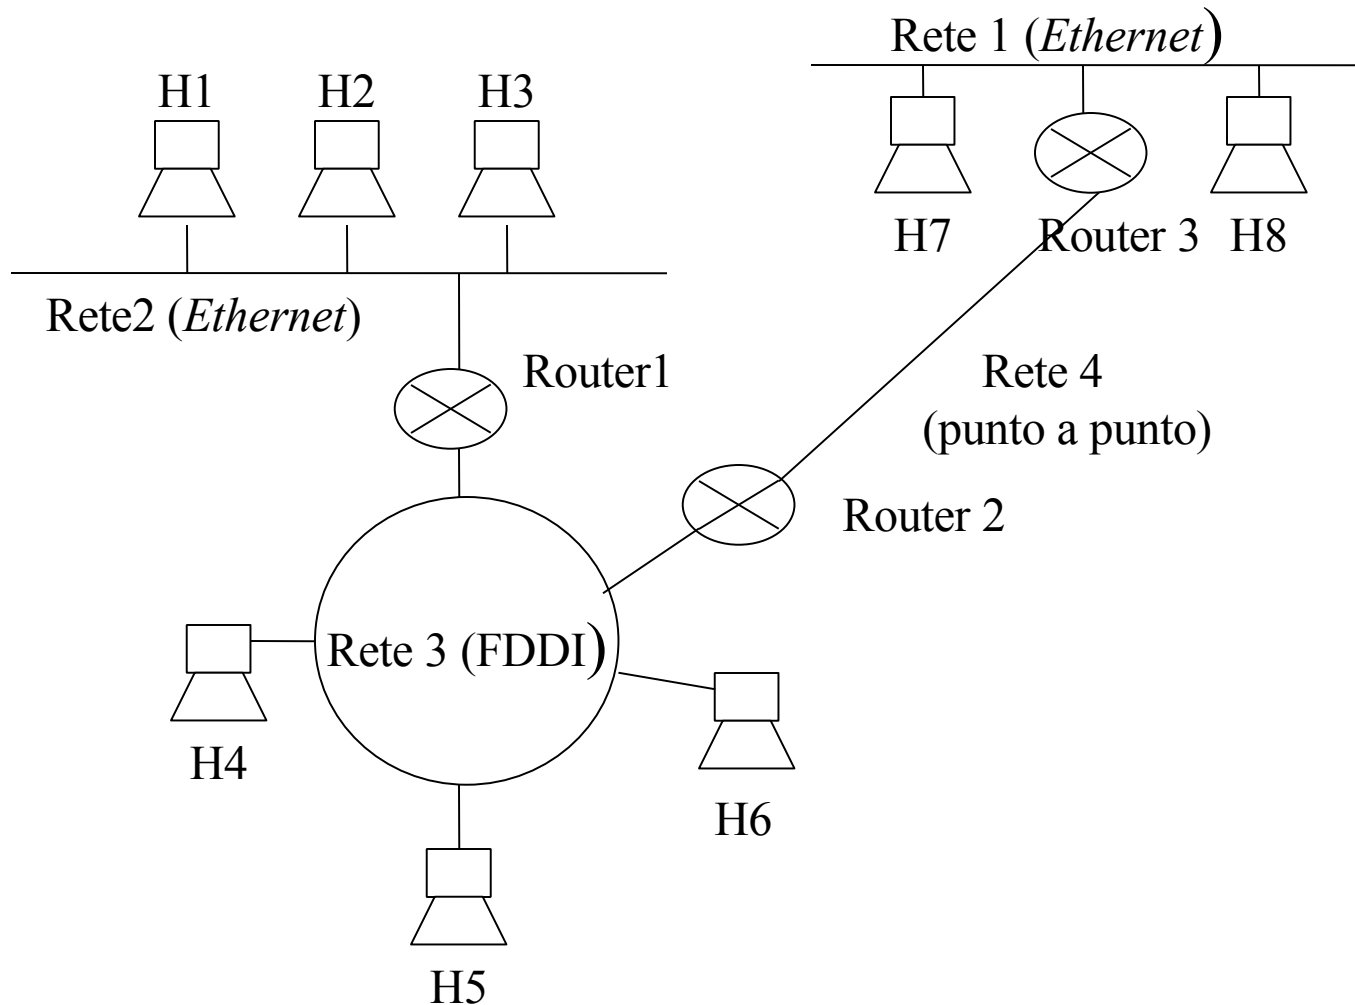 Rete 1 (Ethernet)
H1 H2 H3
H7 Router 3 H8
Rete2 (Ethernet)
Router1
Rete 4
(punto a punto)
Router 2
Rete 3 (FDDI)
H4
H6
H5